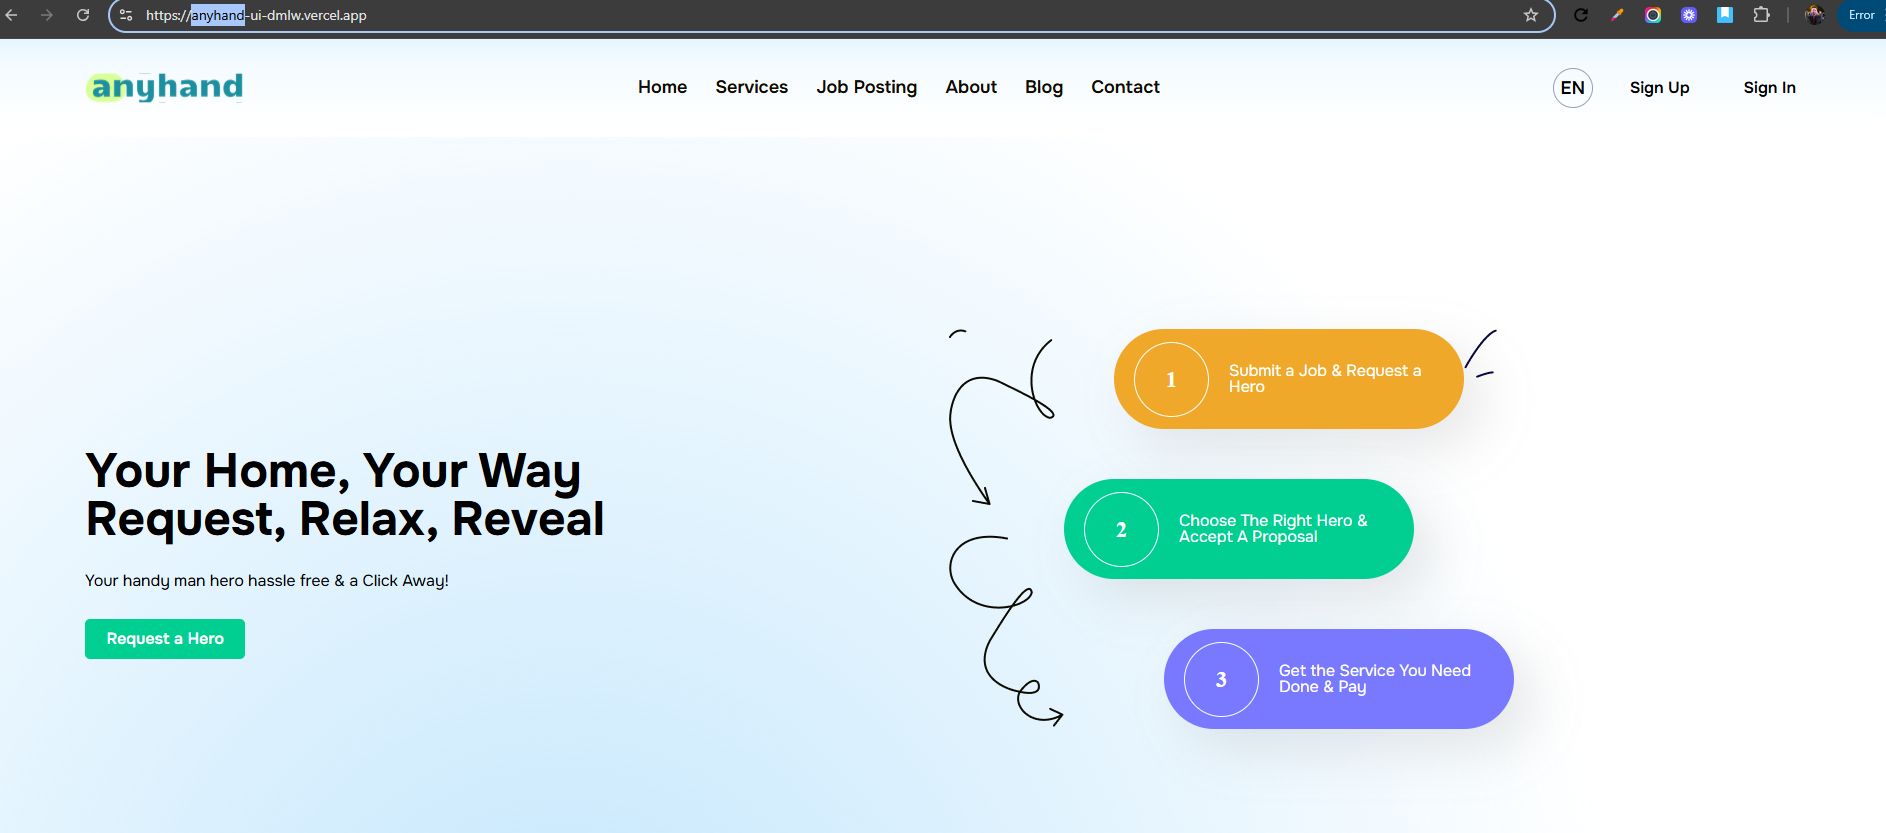 https://anyhand-ui-dmlw.vercel.app
Error
anyhand
Home Services Job Posting About Blog Contact
EN Sign Up Sign In
Your Home, Your Way
Request, Relax, Reveal
Your handy man hero hassle free & a Click Away!
Request a Hero
1
Submit a Job & Request a
Hero
2
Choose The Right Hero &
Accept A Proposal
3
Get the Service You Need
Done & Pay